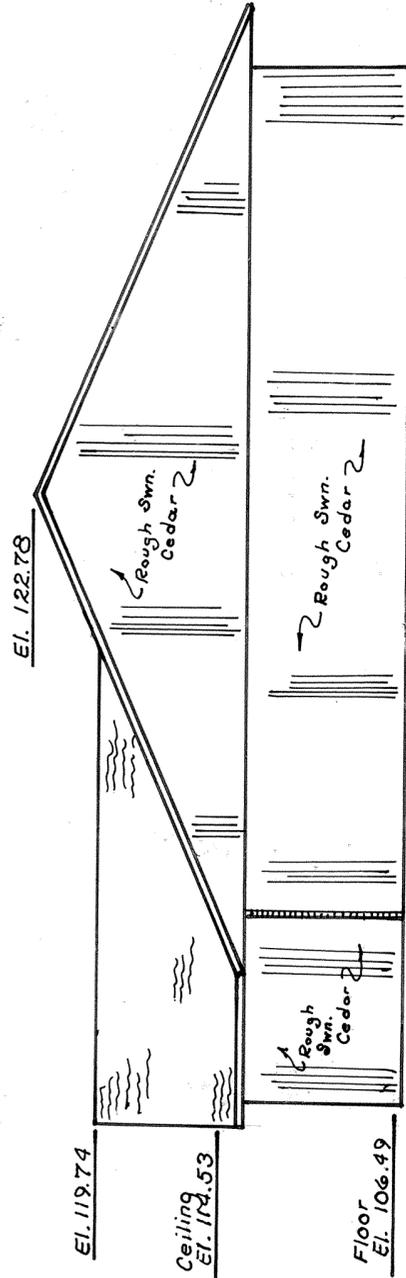 El. 122.78
El. 119.74
Ceiling
El. 114.53
Floor
El. 106.49
Rough Swn.
Cedar
Rough Swn.
Cedar
Rough
Swn.
Cedar